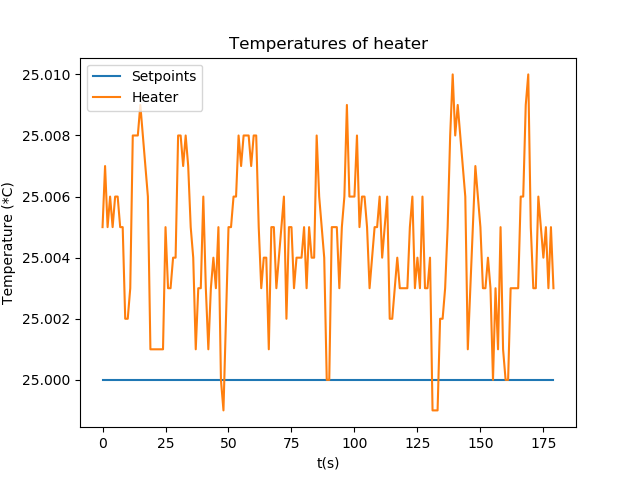 Temperatures of heater
Setpoints
Heater
25.010
25.008
25.006
25.004
25.002
25.000
Temperature (*C)
0 25 50 75 100 125 150 175
t(s)